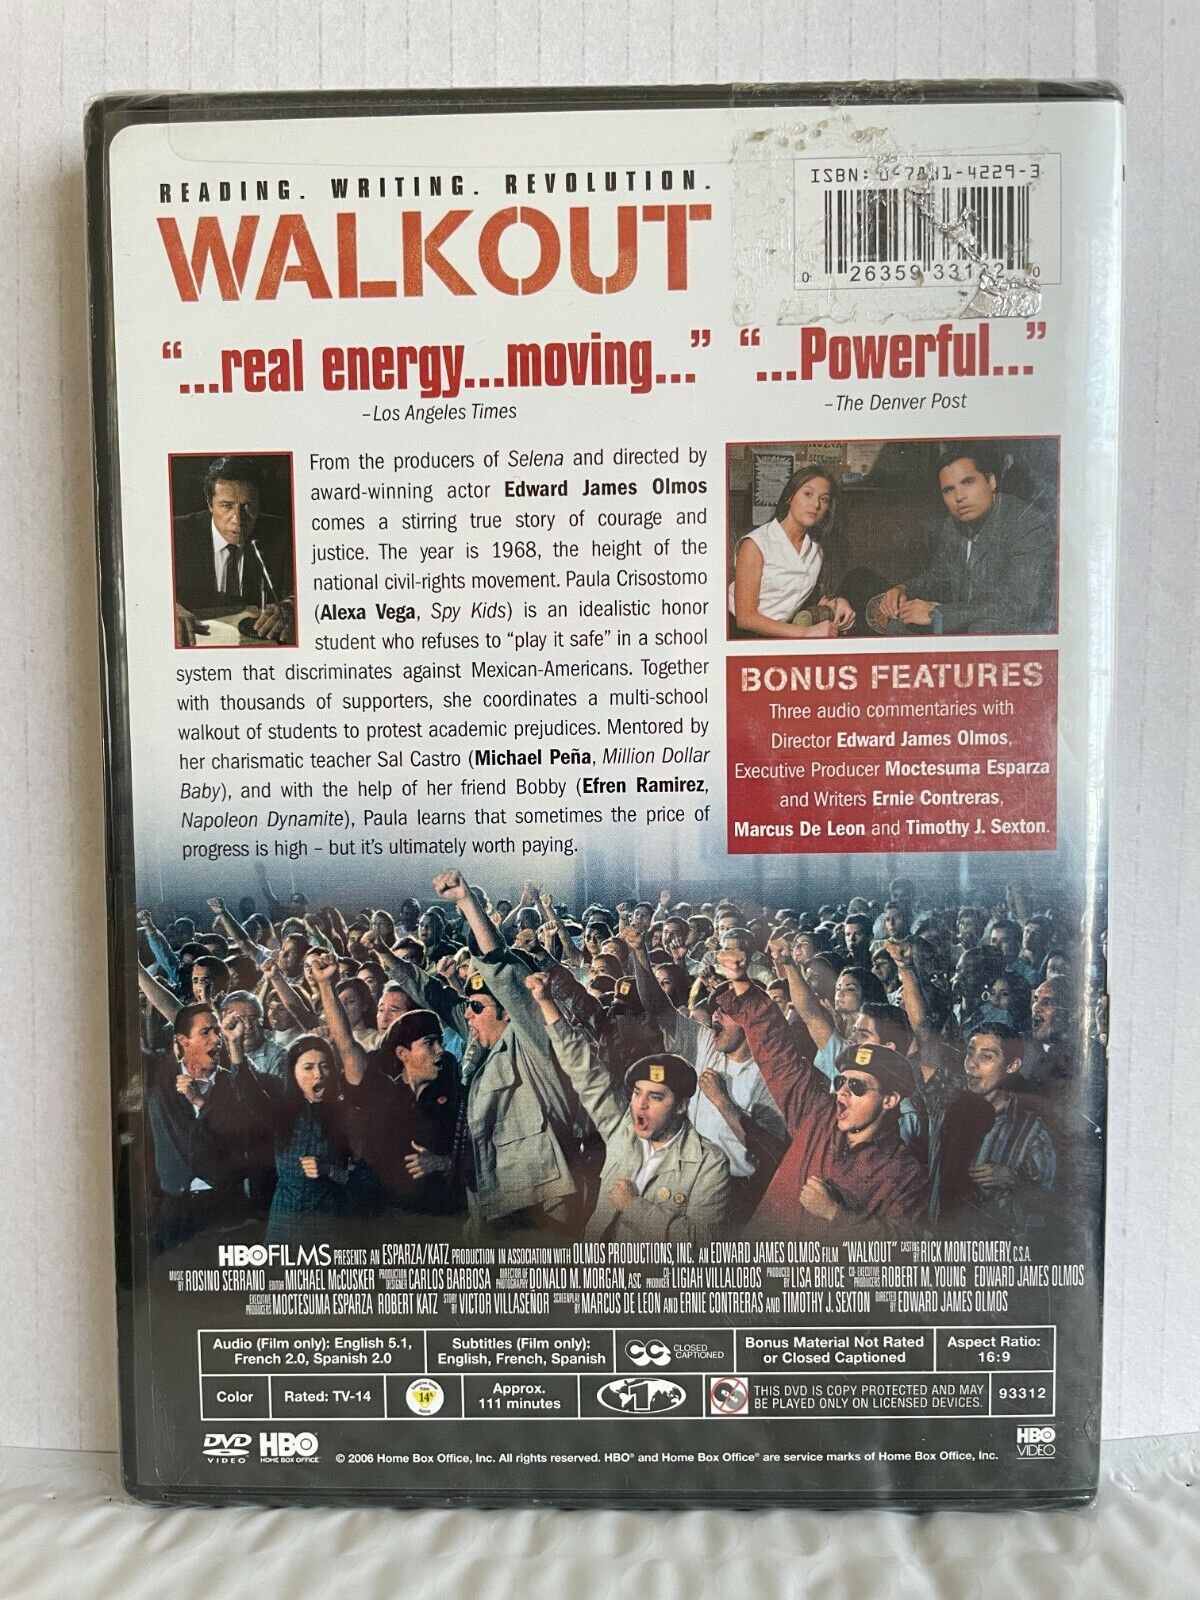 READING. WRITING. REVOLUTION.
WALKOUT
ISBN: 4229-3
0 26359 33122 0
“...real energy...moving...”
–Los Angeles Times
“...Powerful...”
–The Denver Post
From the producers of Selena and directed by
award-winning actor Edward James Olmos
comes a stirring true story of courage and
justice. The year is 1968, the height of the
national civil-rights movement. Paula Crisostomo
(Alexa Vega, Spy Kids) is an idealistic honor
student who refuses to “play it safe” in a school
system that discriminates against Mexican-Americans. Together
with thousands of supporters, she coordinates a multi-school
walkout of students to protest academic prejudices. Mentored by
her charismatic teacher Sal Castro (Michael Peña, Million Dollar
Baby), and with the help of her friend Bobby (Efren Ramirez,
Napoleon Dynamite), Paula learns that sometimes the price of
progress is high – but it’s ultimately worth paying.
BONUS FEATURES
Three audio commentaries with
Director Edward James Olmos,
Executive Producer Moctesuma Esparza
and Writers Ernie Contreras,
Marcus De Leon and Timothy J. Sexton.
HBO FILMS PRESENTS AN ESPARZA/KATZ PRODUCTION IN ASSOCIATION WITH OLMOS PRODUCTIONS, INC. AN EDWARD JAMES OLMOS FILM “WALKOUT” CASTING BY RICK MONTGOMERY, C.S.A.
MUSIC BY ROSINO SERRANO EDITOR MICHAEL McCUSKER PRODUCTION DESIGNER CARLOS BARBOSA DIRECTOR OF PHOTOGRAPHY DONALD M. MORGAN, ASC CO-PRODUCER LIGIAH VILLALOBOS PRODUCED BY LISA BRUCE CO-EXECUTIVE PRODUCERS ROBERT M. YOUNG EDWARD JAMES OLMOS
EXECUTIVE PRODUCERS MOCTESUMA ESPARZA ROBERT KATZ STORY BY VICTOR VILLASEÑOR SCREENPLAY BY MARCUS DE LEON AND ERNIE CONTRERAS AND TIMOTHY J. SEXTON DIRECTED BY EDWARD JAMES OLMOS
Audio (Film only): English 5.1,
French 2.0, Spanish 2.0
Subtitles (Film only):
English, French, Spanish
CC CLOSED
CAPTIONED
Bonus Material Not Rated
or Closed Captioned
Aspect Ratio:
16:9
Color
Rated: TV-14
14A
Approx.
111 minutes
1
THIS DVD IS COPY PROTECTED AND MAY
BE PLAYED ONLY ON LICENSED DEVICES.
93312
DVD
VIDEO
HBO
HOME BOX OFFICE
© 2006 Home Box Office, Inc. All rights reserved. HBO® and Home Box Office® are service marks of Home Box Office, Inc.
HBO
VIDEO